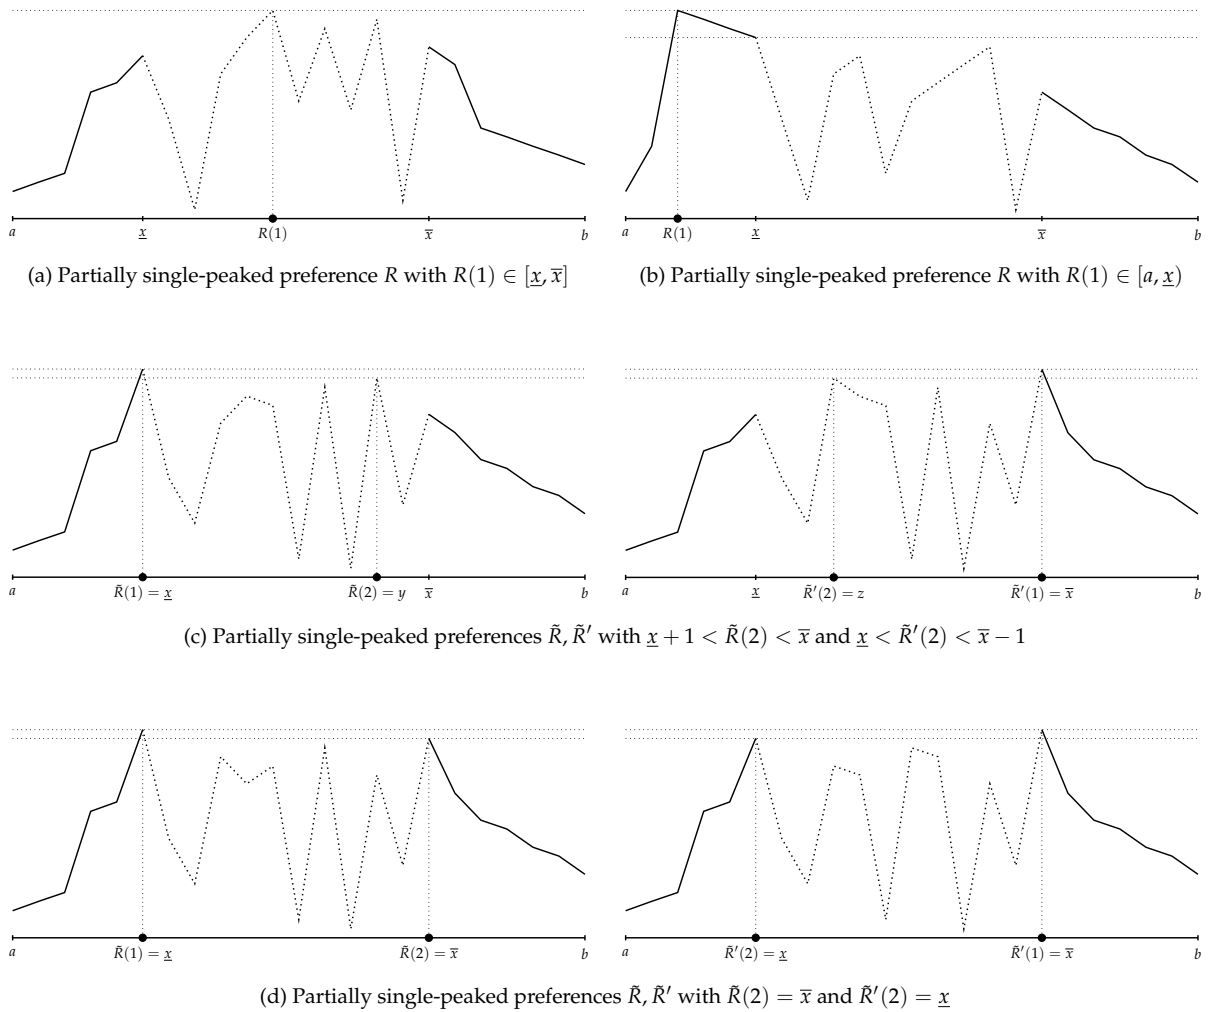 a x̲ R(1) x̅ b
a R(1) x̲ x̅ b
(a) Partially single-peaked preference R with R(1) ∈ [x̲, x̅]
(b) Partially single-peaked preference R with R(1) ∈ [a, x̲)
a R̃(1) = x̲ R̃(2) = y x̅ b
a x̲ R̃′(2) = z R̃′(1) = x̅ b
(c) Partially single-peaked preferences R̃, R̃′ with x̲ + 1 < R̃(2) < x̅ and x̲ < R̃′(2) < x̅ − 1
a R̃(1) = x̲ R̃(2) = x̅ b
a R̃′(2) = x̲ R̃′(1) = x̅ b
(d) Partially single-peaked preferences R̃, R̃′ with R̃(2) = x̅ and R̃′(2) = x̲